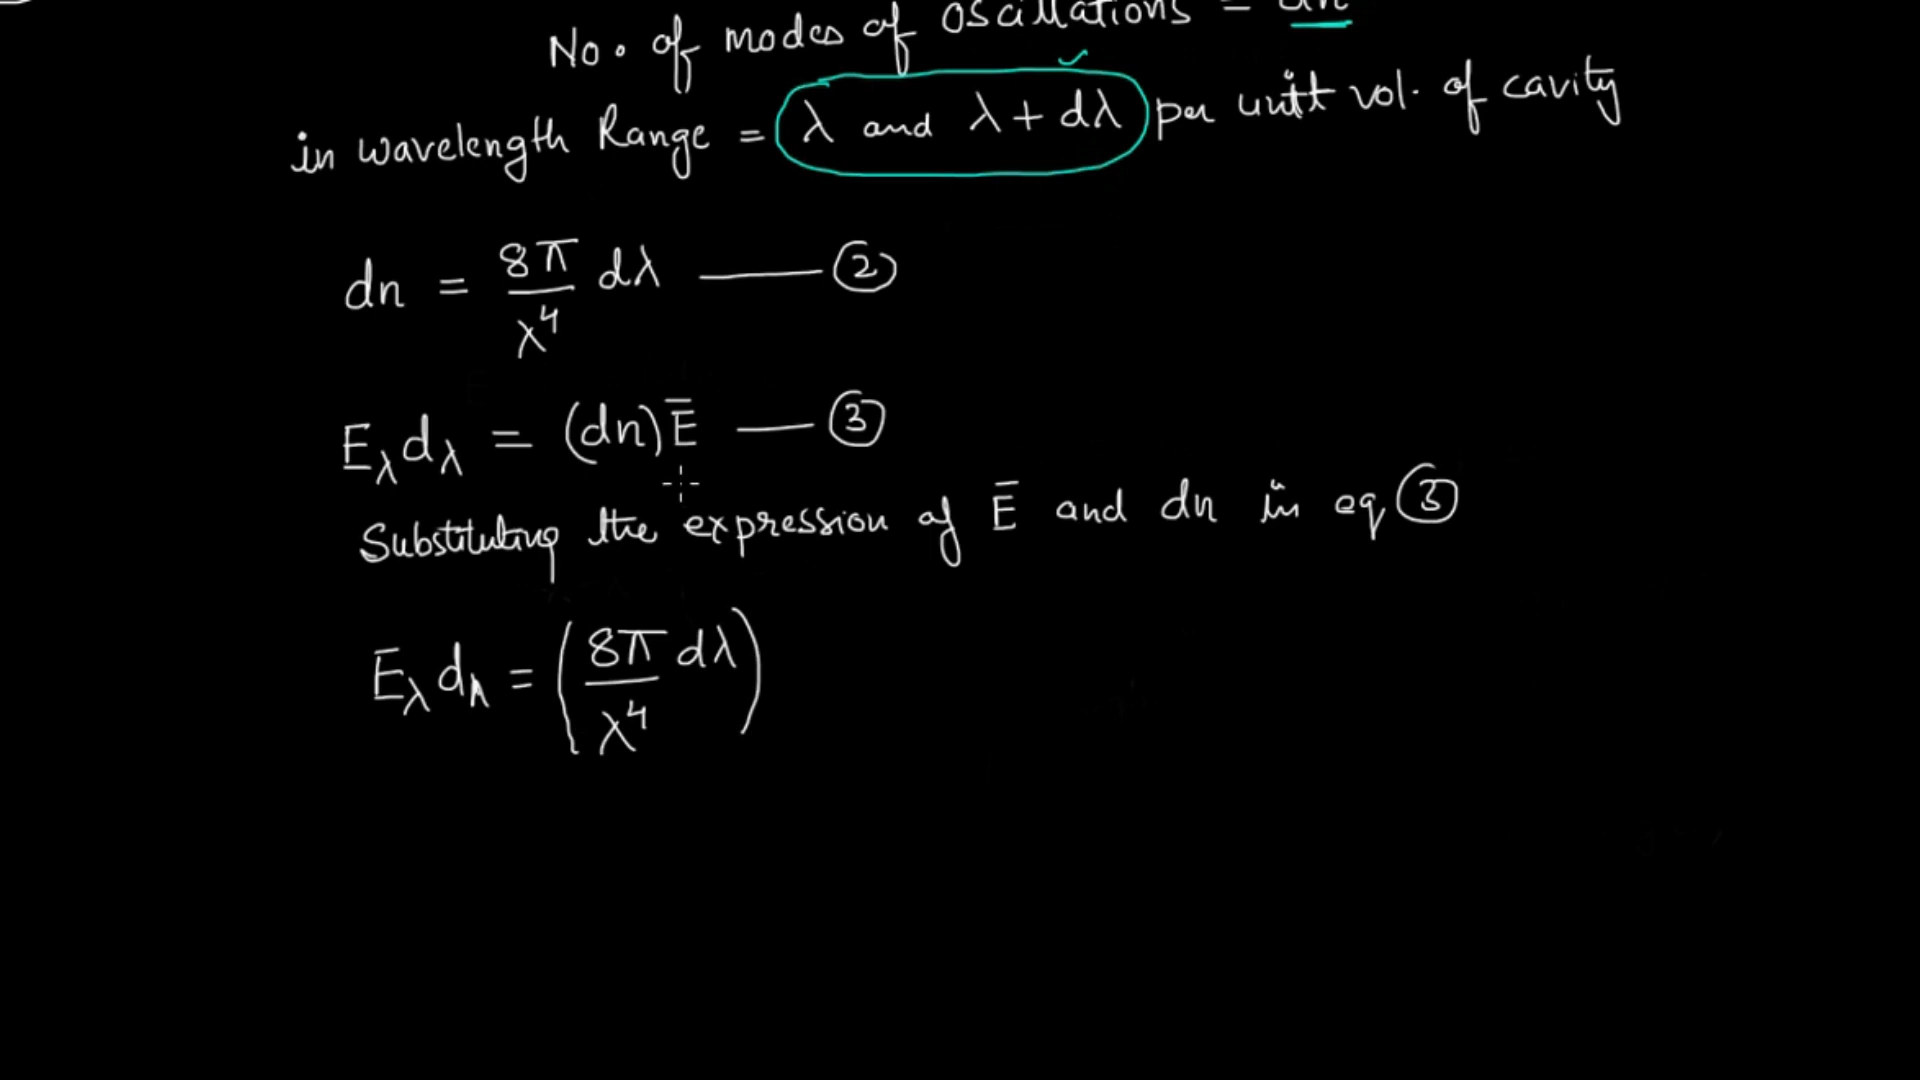 No. of modes of oscillations = dn
in wavelength Range = λ and λ + dλ per unit vol. of cavity
dn = 8π/λ⁴ dλ —— ②
E_λ d_λ = (dn) Ē — ③
Substituting the expression of Ē and dn in eq ③
E_λ d_λ = (8π/λ⁴ dλ)